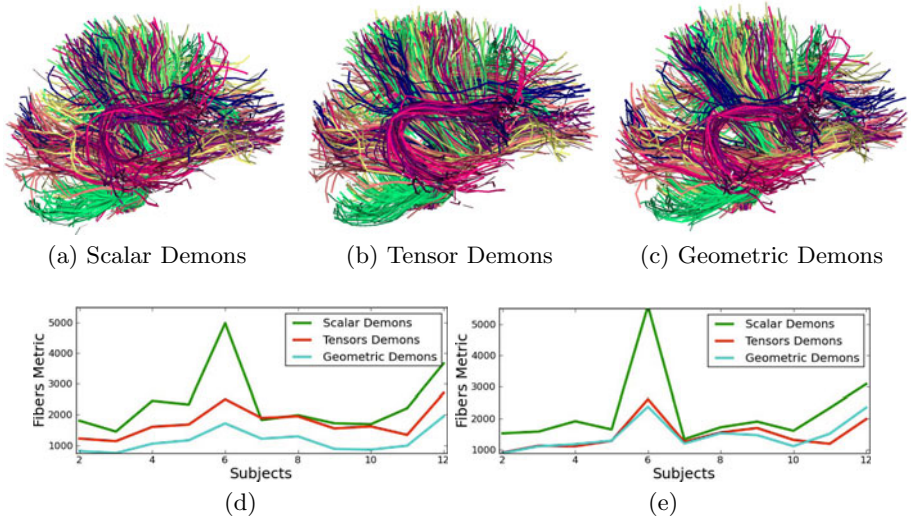 (a) Scalar Demons
(b) Tensor Demons
(c) Geometric Demons
Fibers Metric
5000
4000
3000
2000
1000
Scalar Demons
Tensors Demons
Geometric Demons
2
4
6
8
10
12
Subjects
(d)
Fibers Metric
5000
4000
3000
2000
1000
Scalar Demons
Tensors Demons
Geometric Demons
2
4
6
8
10
12
Subjects
(e)